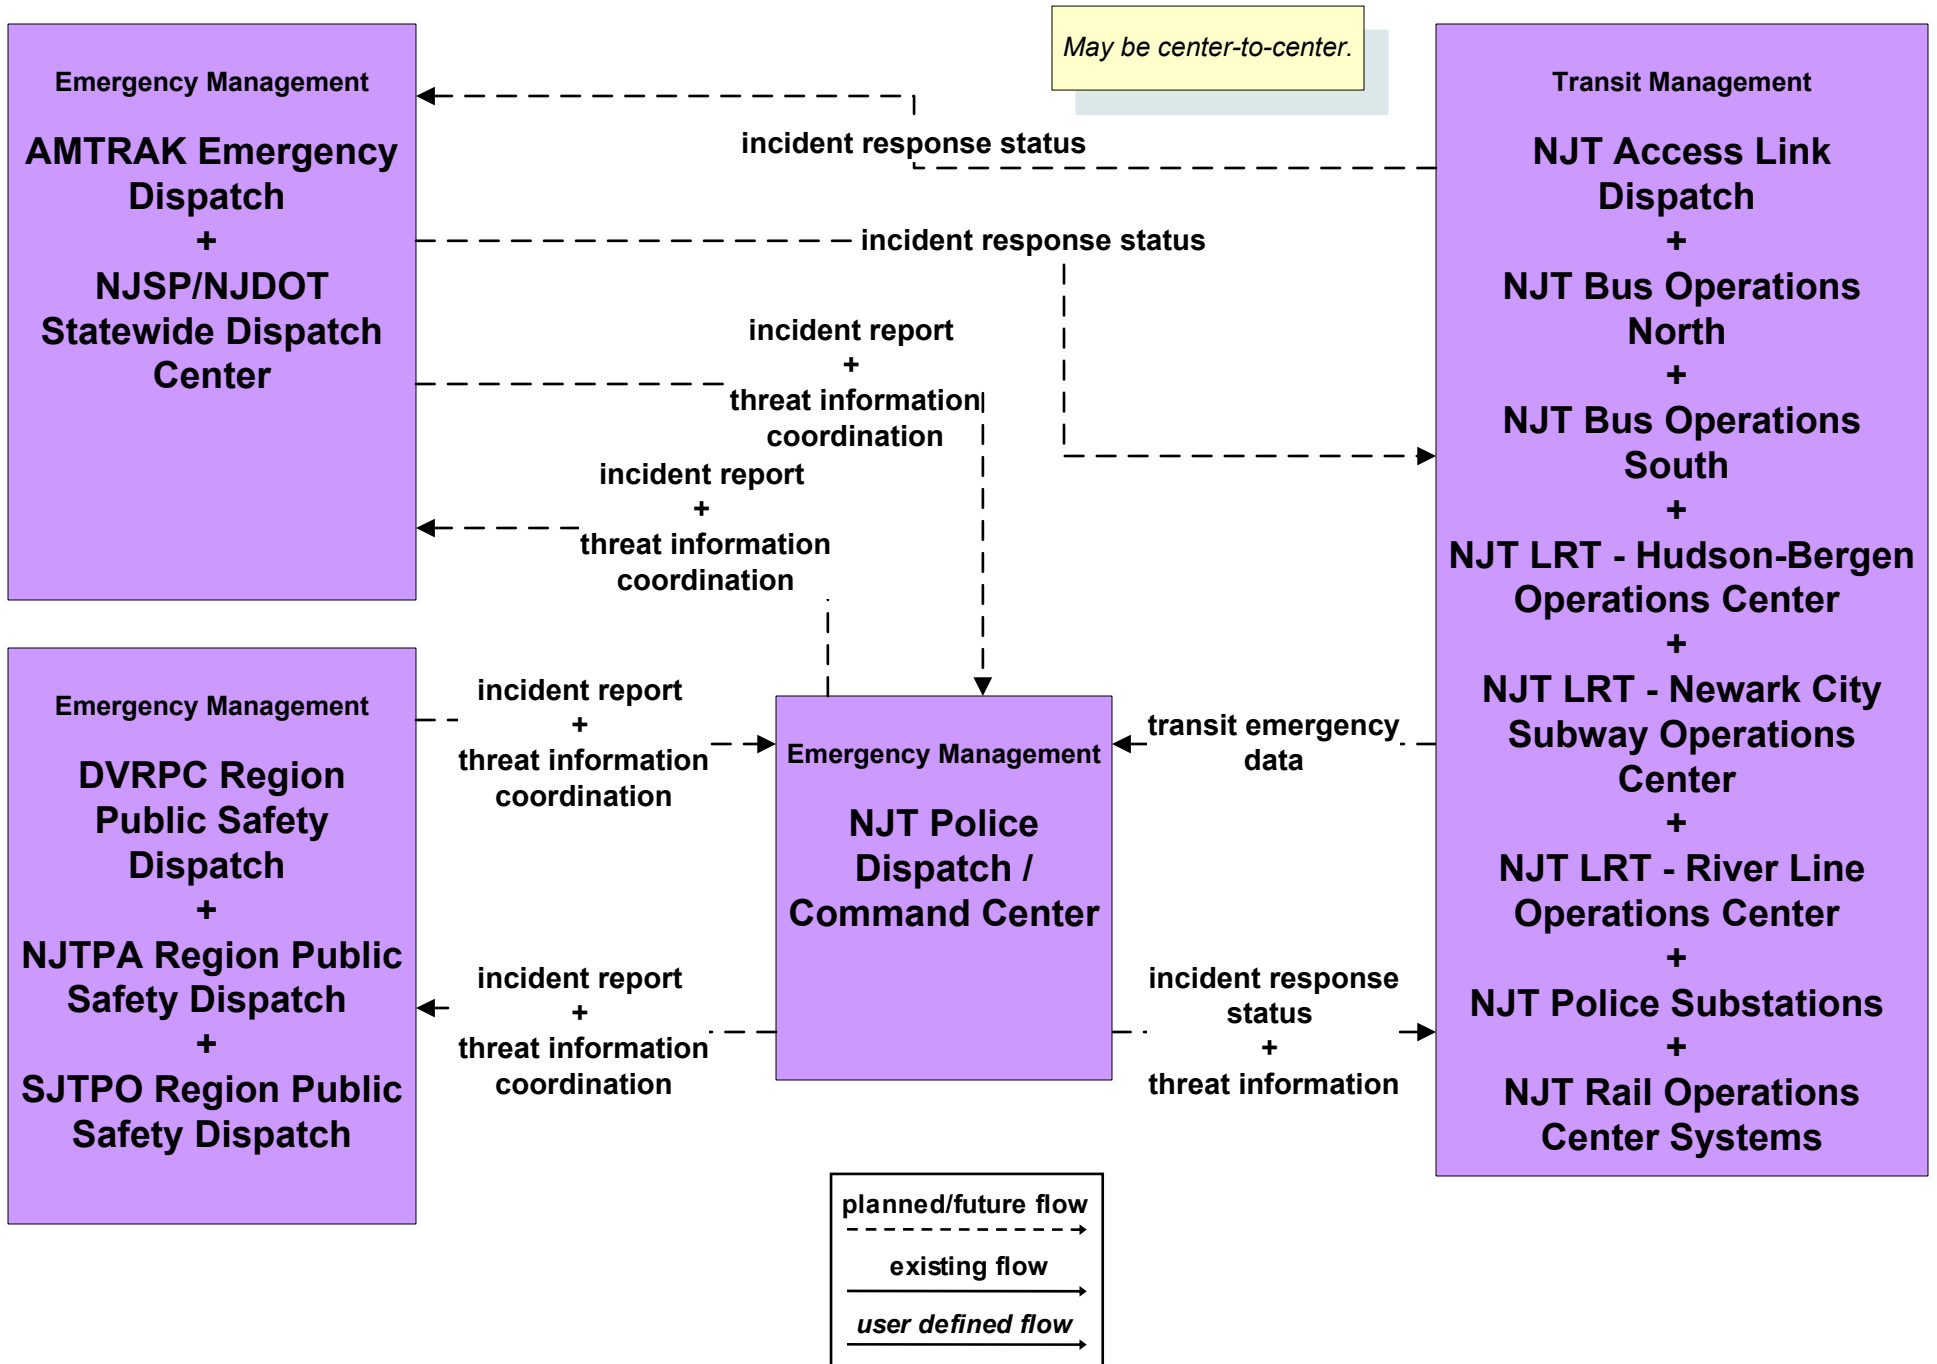 May be center-to-center.
Emergency Management
AMTRAK Emergency
Dispatch
+
NJSP/NJDOT
Statewide Dispatch
Center
incident response status
incident response status
incident report
+
threat information
coordination
incident report
+
threat information
coordination
Emergency Management
DVRPC Region
Public Safety
Dispatch
+
NJTPA Region Public
Safety Dispatch
+
SJTPO Region Public
Safety Dispatch
incident report
+
threat information
coordination
incident report
+
threat information
coordination
Emergency Management
NJT Police
Dispatch /
Command Center
transit emergency
data
incident response
status
+
threat information
Transit Management
NJT Access Link
Dispatch
+
NJT Bus Operations
North
+
NJT Bus Operations
South
+
NJT LRT - Hudson-Bergen
Operations Center
+
NJT LRT - Newark City
Subway Operations
Center
+
NJT LRT - River Line
Operations Center
+
NJT Police Substations
+
NJT Rail Operations
Center Systems
planned/future flow
existing flow
user defined flow